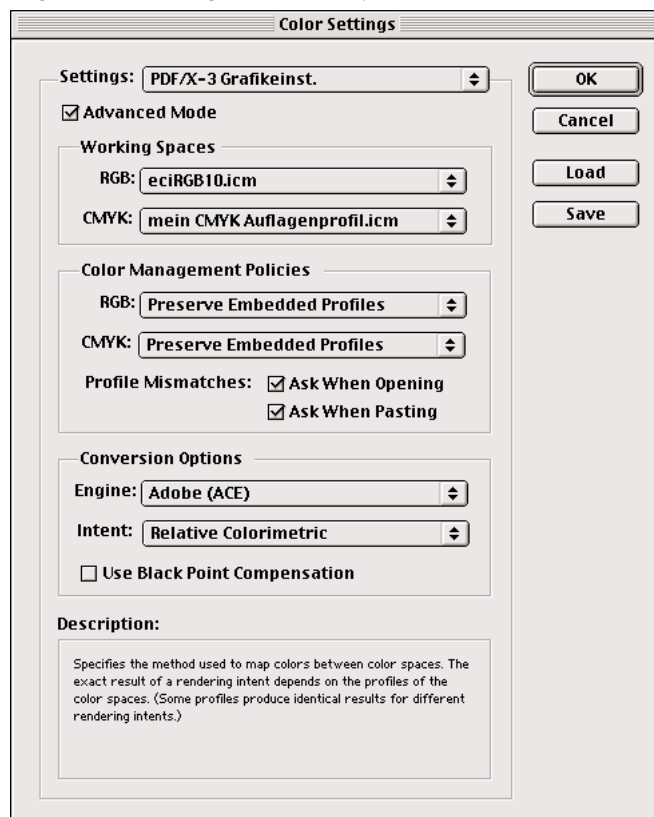 Color Settings
Settings: PDF/X-3 Grafikeinst.
OK
Advanced Mode
Cancel
Working Spaces
RGB: eciRGB10.icm
Load
CMYK: mein CMYK Auflagenprofil.icm
Save
Color Management Policies
RGB: Preserve Embedded Profiles
CMYK: Preserve Embedded Profiles
Profile Mismatches: Ask When Opening
Ask When Pasting
Conversion Options
Engine: Adobe (ACE)
Intent: Relative Colorimetric
Use Black Point Compensation
Description:
Specifies the method used to map colors between color spaces. The
exact result of a rendering intent depends on the profiles of the
color spaces. (Some profiles produce identical results for different
rendering intents.)